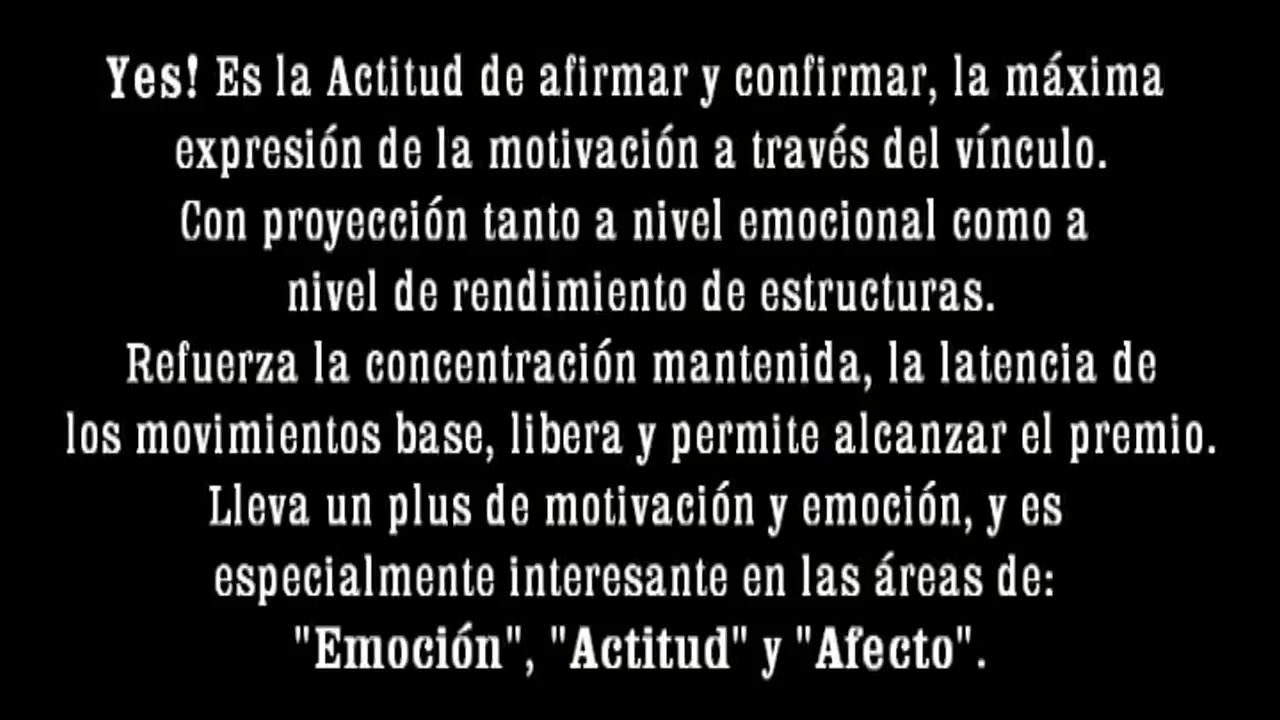 Yes! Es la Actitud de afirmar y confirmar, la máxima
expresión de la motivación a través del vínculo.
Con proyección tanto a nivel emocional como a
nivel de rendimiento de estructuras.
Refuerza la concentración mantenida, la latencia de
los movimientos base, libera y permite alcanzar el premio.
Lleva un plus de motivación y emoción, y es
especialmente interesante en las áreas de:
"Emoción", "Actitud" y "Afecto".